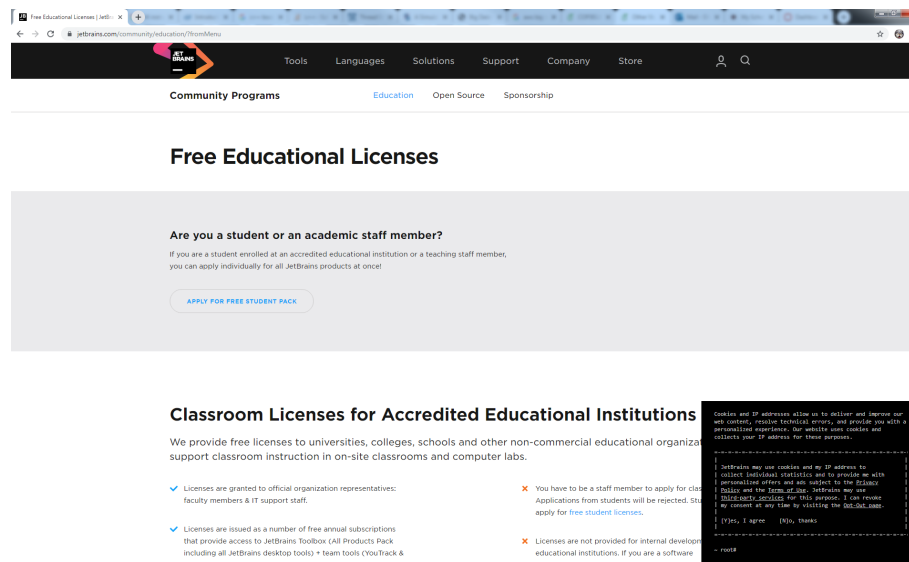 Free Educational Licenses | JetBr
jetbrains.com/community/education/?fromMenu
JET
BRAINS
Tools Languages Solutions Support Company Store
Community Programs Education Open Source Sponsorship
Free Educational Licenses
Are you a student or an academic staff member?
If you are a student enrolled at an accredited educational institution or a teaching staff member,
you can apply individually for all JetBrains products at once!
APPLY FOR FREE STUDENT PACK
Classroom Licenses for Accredited Educational Institutions
We provide free licenses to universities, colleges, schools and other non-commercial educational organizat
support classroom instruction in on-site classrooms and computer labs.
Licenses are granted to official organization representatives:
faculty members & IT support staff.
Licenses are issued as a number of free annual subscriptions
that provide access to JetBrains Toolbox (All Products Pack
including all JetBrains desktop tools) + team tools (YouTrack &
You have to be a staff member to apply for clas
Applications from students will be rejected. Stu
apply for free student licenses.
Licenses are not provided for internal developm
educational institutions. If you are a software
Cookies and IP addresses allow us to deliver and improve our
web content, resolve technical errors, and provide you with a
personalized experience. Our website uses cookies and
collects your IP address for these purposes.
JetBrains may use cookies and my IP address to
collect individual statistics and to provide me with
personalized offers and ads subject to the Privacy
Policy and the Terms of Use. JetBrains may use
third-party services for this purpose. I can revoke
my consent at any time by visiting the Opt-Out page.
[Y]es, I agree [N]o, thanks
~ root#